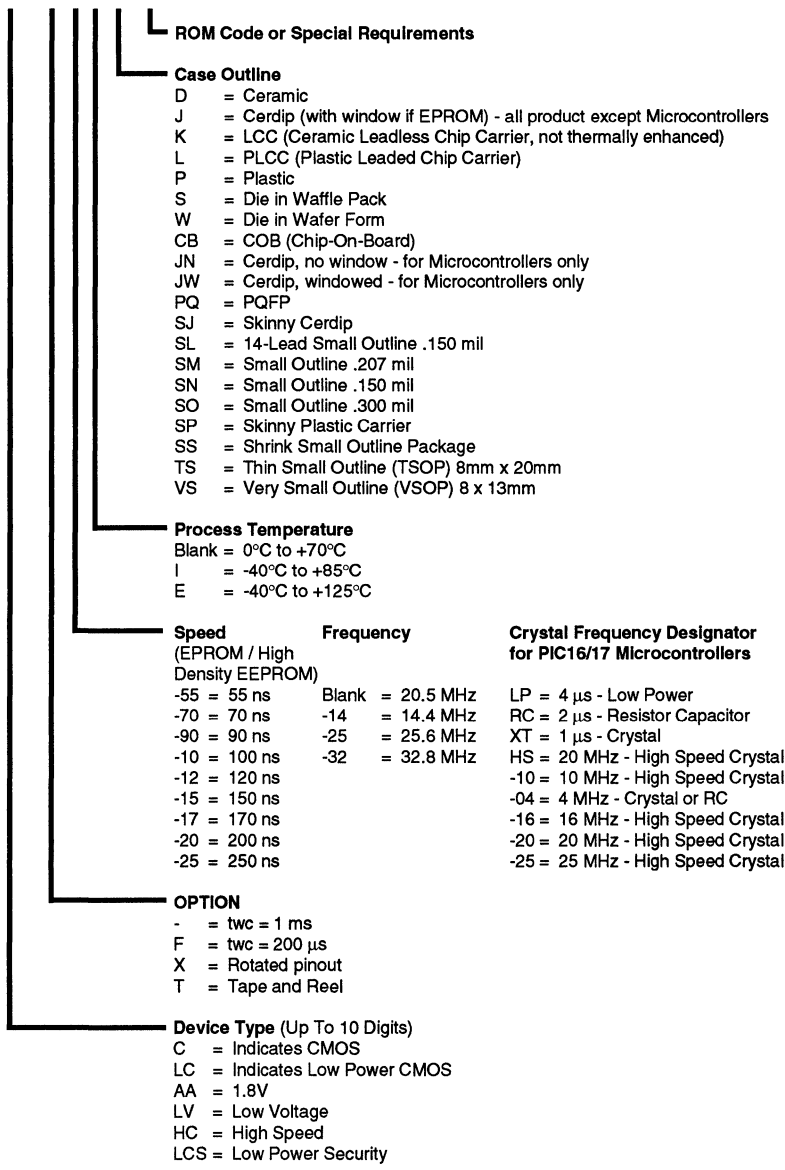 ROM Code or Special Requirements
Case Outline
D = Ceramic
J = Cerdip (with window if EPROM) - all product except Microcontrollers
K = LCC (Ceramic Leadless Chip Carrier, not thermally enhanced)
L = PLCC (Plastic Leaded Chip Carrier)
P = Plastic
S = Die in Waffle Pack
W = Die in Wafer Form
CB = COB (Chip-On-Board)
JN = Cerdip, no window - for Microcontrollers only
JW = Cerdip, windowed - for Microcontrollers only
PQ = PQFP
SJ = Skinny Cerdip
SL = 14-Lead Small Outline .150 mil
SM = Small Outline .207 mil
SN = Small Outline .150 mil
SO = Small Outline .300 mil
SP = Skinny Plastic Carrier
SS = Shrink Small Outline Package
TS = Thin Small Outline (TSOP) 8mm x 20mm
VS = Very Small Outline (VSOP) 8 x 13mm
Process Temperature
Blank = 0°C to +70°C
I = -40°C to +85°C
E = -40°C to +125°C
Speed Frequency Crystal Frequency Designator
(EPROM / High for PIC16/17 Microcontrollers
Density EEPROM)
-55 = 55 ns Blank = 20.5 MHz LP = 4 µs - Low Power
-70 = 70 ns -14 = 14.4 MHz RC = 2 µs - Resistor Capacitor
-90 = 90 ns -25 = 25.6 MHz XT = 1 µs - Crystal
-10 = 100 ns -32 = 32.8 MHz HS = 20 MHz - High Speed Crystal
-12 = 120 ns -10 = 10 MHz - High Speed Crystal
-15 = 150 ns -04 = 4 MHz - Crystal or RC
-17 = 170 ns -16 = 16 MHz - High Speed Crystal
-20 = 200 ns -20 = 20 MHz - High Speed Crystal
-25 = 250 ns -25 = 25 MHz - High Speed Crystal
OPTION
- = twc = 1 ms
F = twc = 200 µs
X = Rotated pinout
T = Tape and Reel
Device Type (Up To 10 Digits)
C = Indicates CMOS
LC = Indicates Low Power CMOS
AA = 1.8V
LV = Low Voltage
HC = High Speed
LCS = Low Power Security